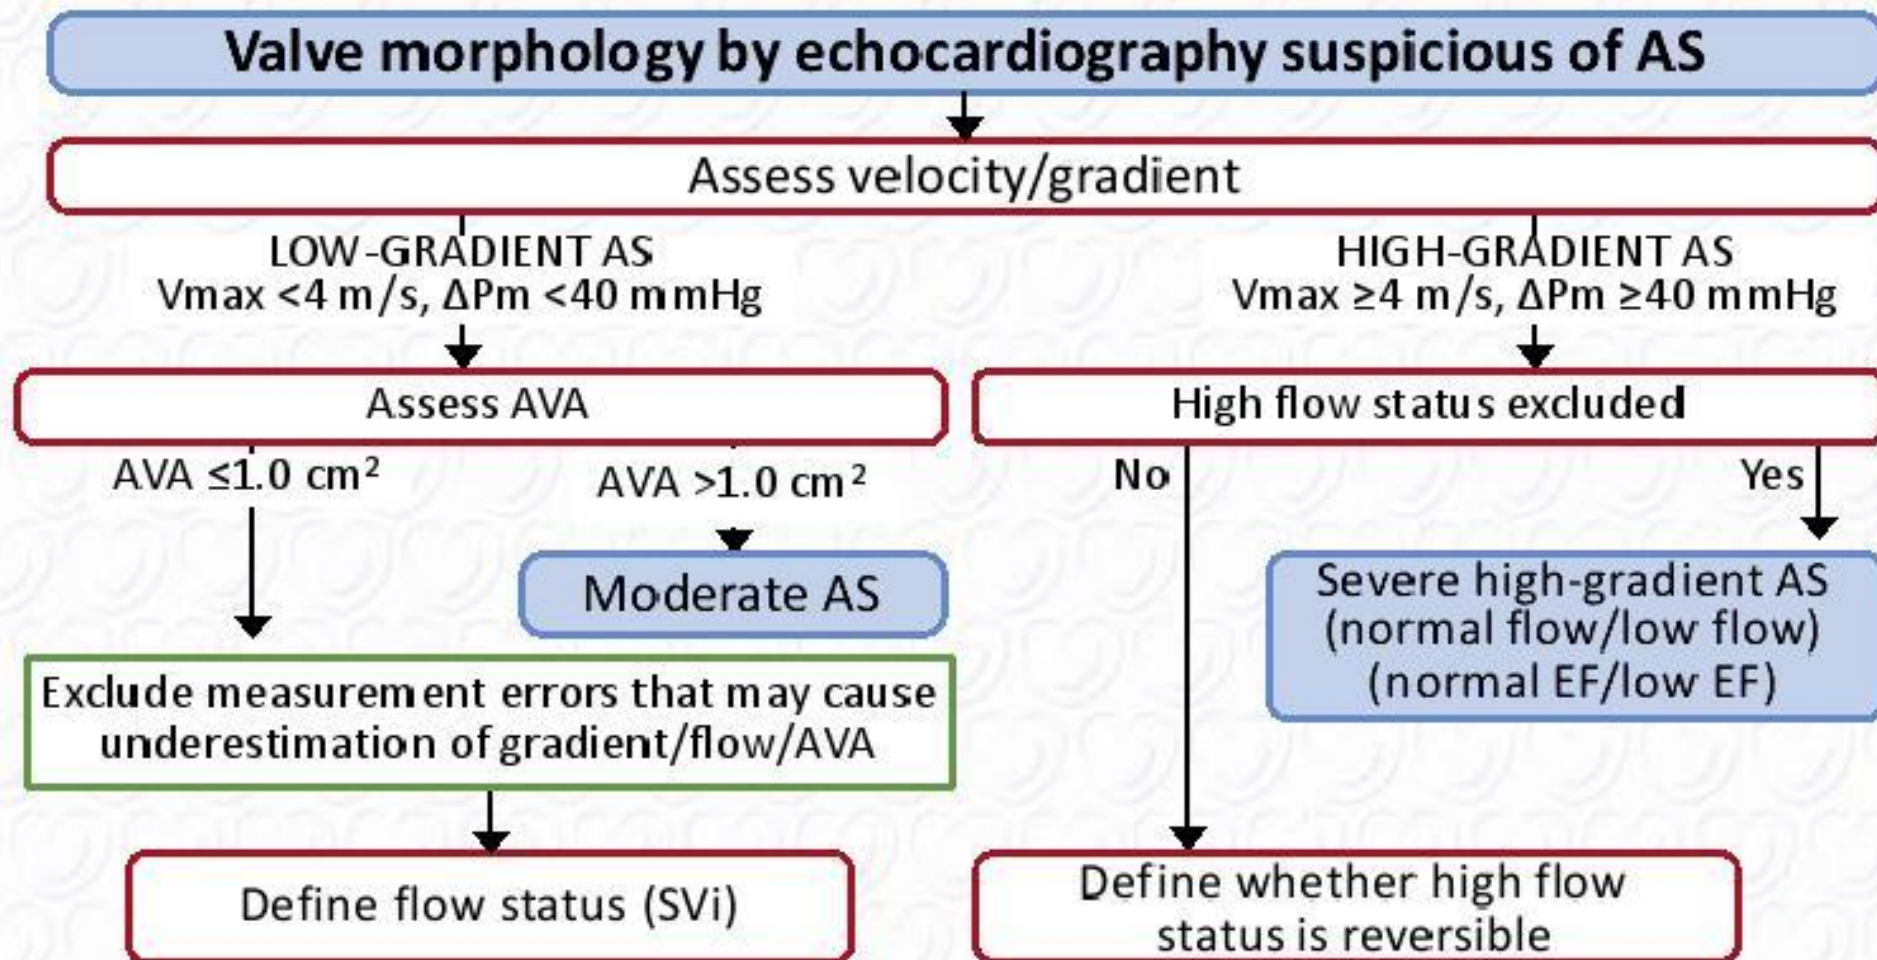 Valve morphology by echocardiography suspicious of AS
Assess velocity/gradient
LOW-GRADIENT AS
Vmax <4 m/s, ΔPm <40 mmHg
HIGH-GRADIENT AS
Vmax ≥4 m/s, ΔPm ≥40 mmHg
Assess AVA
High flow status excluded
AVA ≤1.0 cm²
AVA >1.0 cm²
No
Yes
Moderate AS
Severe high-gradient AS
(normal flow/low flow)
(normal EF/low EF)
Exclude measurement errors that may cause
underestimation of gradient/flow/AVA
Define flow status (SVi)
Define whether high flow
status is reversible